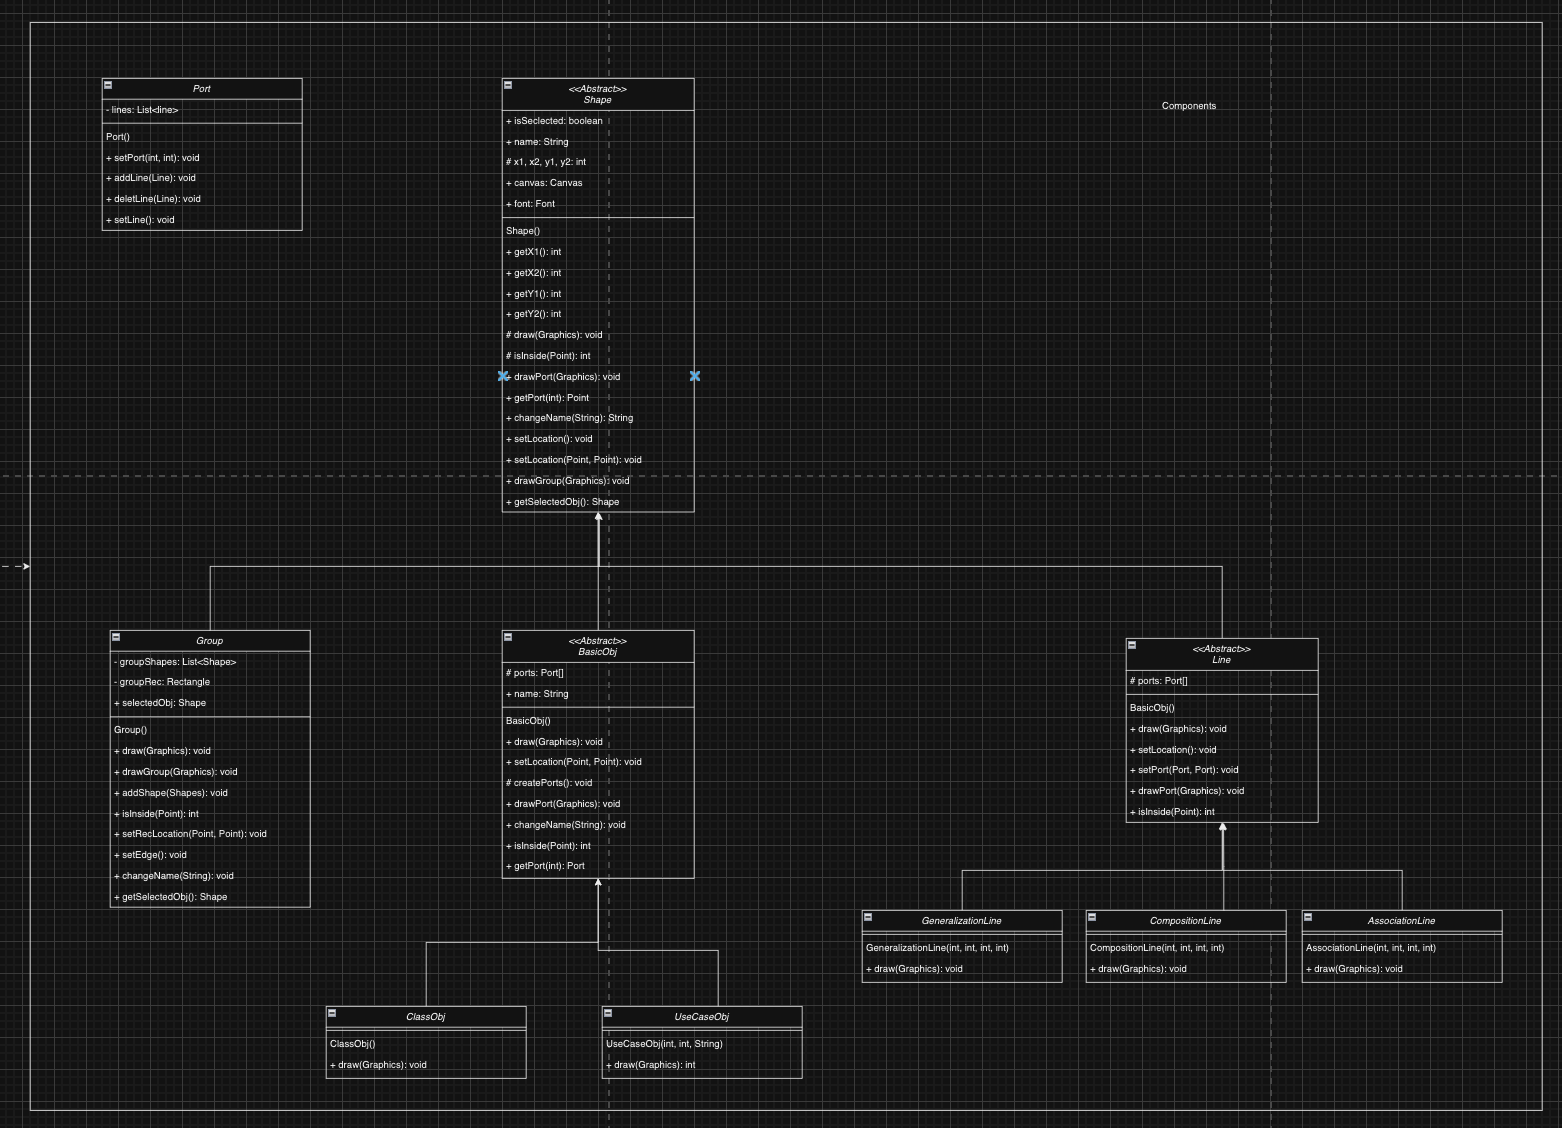 Port
- lines: List<line>
Port()
+ setPort(int, int): void
+ addLine(Line): void
+ deletLine(Line): void
+ setLine(): void
<<Abstract>>
Shape
+ isSeclected: boolean
+ name: String
# x1, x2, y1, y2: int
+ canvas: Canvas
+ font: Font
Shape()
+ getX1(): int
+ getX2(): int
+ getY1(): int
+ getY2(): int
# draw(Graphics): void
# isInside(Point): int
+ drawPort(Graphics): void
+ getPort(int): Point
+ changeName(String): String
+ setLocation(): void
+ setLocation(Point, Point): void
+ drawGroup(Graphics): void
+ getSelectedObj(): Shape
Components
Group
- groupShapes: List<Shape>
- groupRec: Rectangle
+ selectedObj: Shape
Group()
+ draw(Graphics): void
+ drawGroup(Graphics): void
+ addShape(Shapes): void
+ isInside(Point): int
+ setRecLocation(Point, Point): void
+ setEdge(): void
+ changeName(String): void
+ getSelectedObj(): Shape
<<Abstract>>
BasicObj
# ports: Port[]
+ name: String
BasicObj()
+ draw(Graphics): void
+ setLocation(Point, Point): void
# createPorts(): void
+ drawPort(Graphics): void
+ changeName(String): void
+ isInside(Point): int
+ getPort(int): Port
<<Abstract>>
Line
# ports: Port[]
BasicObj()
+ draw(Graphics): void
+ setLocation(): void
+ setPort(Port, Port): void
+ drawPort(Graphics): void
+ isInside(Point): int
GeneralizationLine
GeneralizationLine(int, int, int, int)
+ draw(Graphics): void
CompositionLine
CompositionLine(int, int, int, int)
+ draw(Graphics): void
AssociationLine
AssociationLine(int, int, int, int)
+ draw(Graphics): void
ClassObj
ClassObj()
+ draw(Graphics): void
UseCaseObj
UseCaseObj(int, int, String)
+ draw(Graphics): int